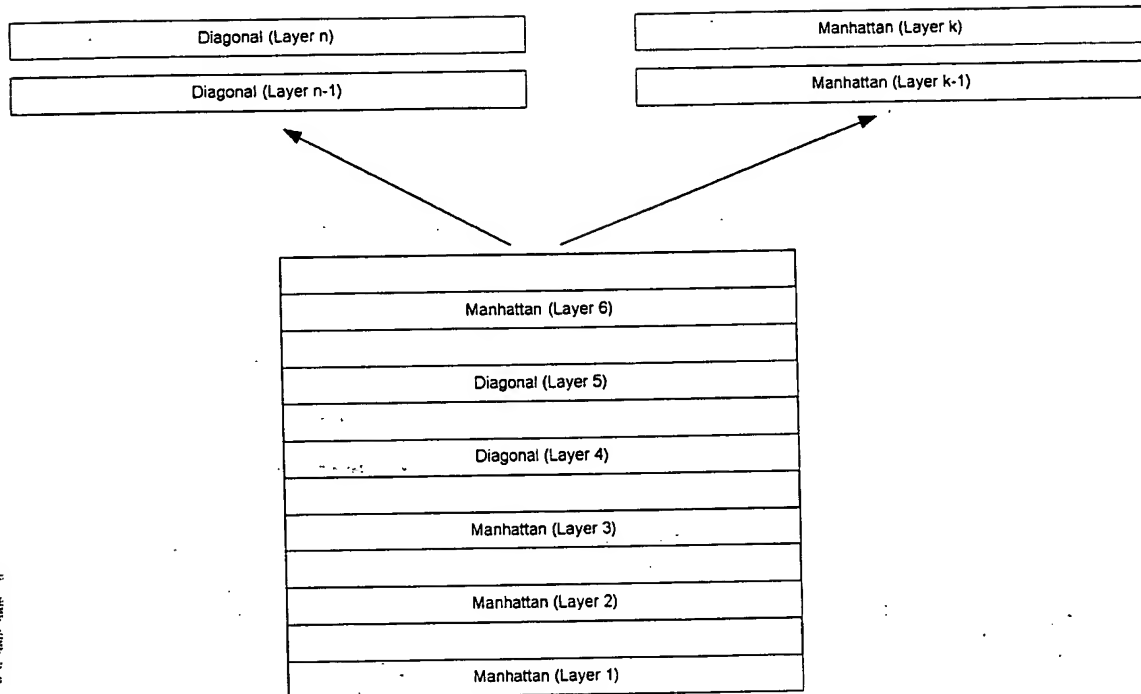 Diagonal (Layer n)
Manhattan (Layer k)
Diagonal (Layer n-1)
Manhattan (Layer k-1)
Manhattan (Layer 6)
Diagonal (Layer 5)
Diagonal (Layer 4)
Manhattan (Layer 3)
Manhattan (Layer 2)
Manhattan (Layer 1)